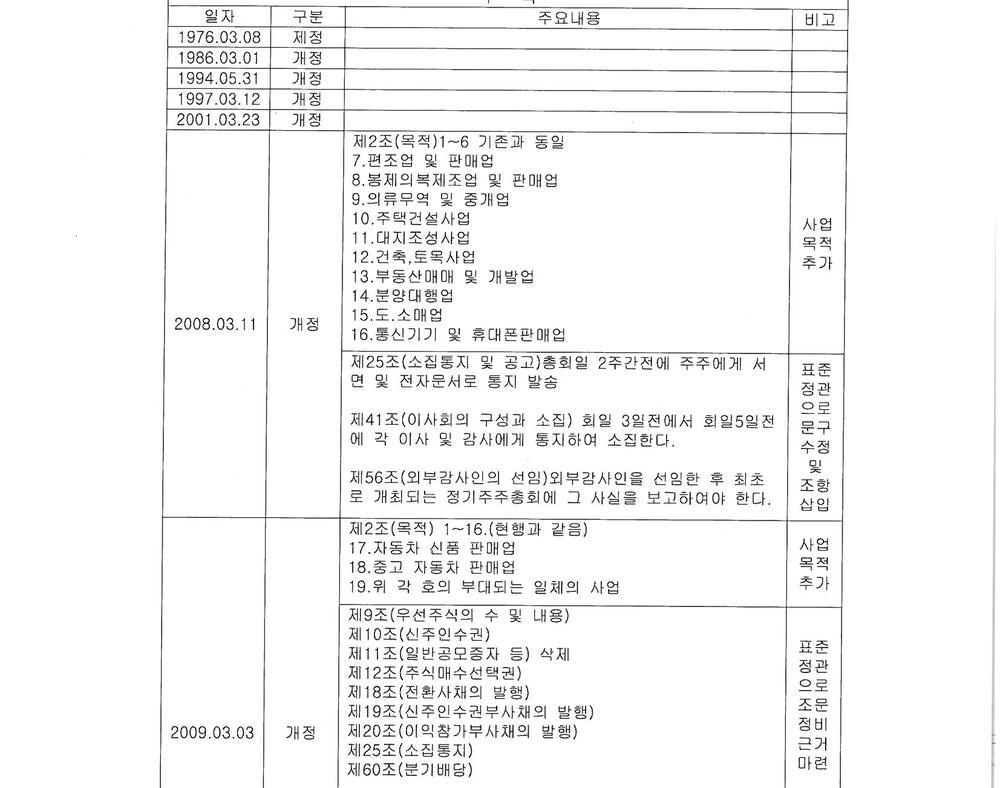 일자 구분 주요내용 비고
1976.03.08 제정
1986.03.01 개정
1994.05.31 개정
1997.03.12 개정
2001.03.23 개정
2008.03.11 개정
제2조(목적)1~6 기존과 동일
7.편조업 및 판매업
8.봉제의복제조업 및 판매업
9.의류무역 및 중개업
10.주택건설사업
11.대지조성사업
12.건축,토목사업
13.부동산매매 및 개발업
14.분양대행업
15.도.소매업
16.통신기기 및 휴대폰판매업
사업
목적
추가
제25조(소집통지 및 공고)총회일 2주간전에 주주에게 서
면 및 전자문서로 통지 발송
제41조(이사회의 구성과 소집) 회일 3일전에서 회일5일전
에 각 이사 및 감사에게 통지하여 소집한다.
제56조(외부감사인의 선임)외부감사인을 선임한 후 최초
로 개최되는 정기주주총회에 그 사실을 보고하여야 한다.
표준
정관
으로
문구
수정
및
조항
삽입
2009.03.03 개정
제2조(목적) 1~16.(현행과 같음)
17.자동차 신품 판매업
18.중고 자동차 판매업
19.위 각 호의 부대되는 일체의 사업
사업
목적
추가
제9조(우선주식의 수 및 내용)
제10조(신주인수권)
제11조(일반공모증자 등) 삭제
제12조(주식매수선택권)
제18조(전환사채의 발행)
제19조(신주인수권부사채의 발행)
제20조(이익참가부사채의 발행)
제25조(소집통지)
제60조(분기배당)
표준
정관
으로
조문
정비
근거
마련